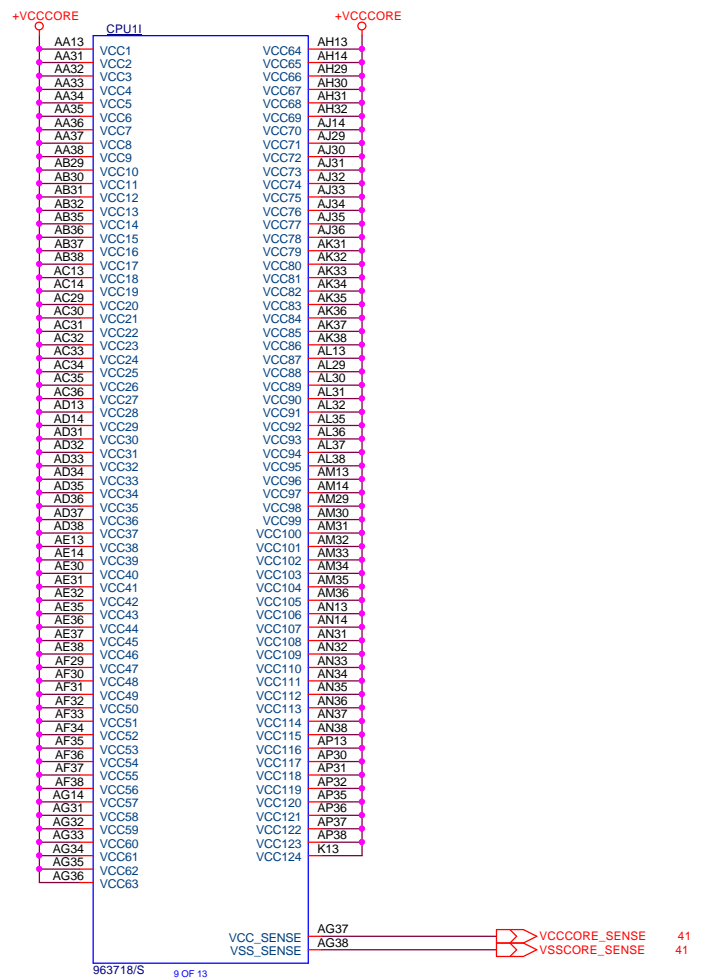 +VCCCORE +VCCCORE
CPU1I
AA13 VCC1 VCC64 AH13
AA31 VCC2 VCC65 AH14
AA32 VCC3 VCC66 AH29
AA33 VCC4 VCC67 AH30
AA34 VCC5 VCC68 AH31
AA35 VCC6 VCC69 AH32
AA36 VCC7 VCC70 AJ14
AA37 VCC8 VCC71 AJ29
AA38 VCC9 VCC72 AJ30
AB29 VCC10 VCC73 AJ31
AB30 VCC11 VCC74 AJ32
AB31 VCC12 VCC75 AJ33
AB32 VCC13 VCC76 AJ34
AB35 VCC14 VCC77 AJ35
AB36 VCC15 VCC78 AJ36
AB37 VCC16 VCC79 AK31
AB38 VCC17 VCC80 AK32
AC13 VCC18 VCC81 AK33
AC14 VCC19 VCC82 AK34
AC29 VCC20 VCC83 AK35
AC30 VCC21 VCC84 AK36
AC31 VCC22 VCC85 AK37
AC32 VCC23 VCC86 AK38
AC33 VCC24 VCC87 AL13
AC34 VCC25 VCC88 AL29
AC35 VCC26 VCC89 AL30
AC36 VCC27 VCC90 AL31
AD13 VCC28 VCC91 AL32
AD14 VCC29 VCC92 AL35
AD31 VCC30 VCC93 AL36
AD32 VCC31 VCC94 AL37
AD33 VCC32 VCC95 AL38
AD34 VCC33 VCC96 AM13
AD35 VCC34 VCC97 AM14
AD36 VCC35 VCC98 AM29
AD37 VCC36 VCC99 AM30
AD38 VCC37 VCC100 AM31
AE13 VCC38 VCC101 AM32
AE14 VCC39 VCC102 AM33
AE30 VCC40 VCC103 AM34
AE31 VCC41 VCC104 AM35
AE32 VCC42 VCC105 AM36
AE35 VCC43 VCC106 AN13
AE36 VCC44 VCC107 AN14
AE37 VCC45 VCC108 AN31
AE38 VCC46 VCC109 AN32
AF29 VCC47 VCC110 AN33
AF30 VCC48 VCC111 AN34
AF31 VCC49 VCC112 AN35
AF32 VCC50 VCC113 AN36
AF33 VCC51 VCC114 AN37
AF34 VCC52 VCC115 AN38
AF35 VCC53 VCC116 AP13
AF36 VCC54 VCC117 AP30
AF37 VCC55 VCC118 AP31
AF38 VCC56 VCC119 AP32
AG14 VCC57 VCC120 AP35
AG31 VCC58 VCC121 AP36
AG32 VCC59 VCC122 AP37
AG33 VCC60 VCC123 AP38
AG34 VCC61 VCC124 K13
AG35 VCC62
AG36 VCC63
VCC_SENSE AG37 VCCCORE_SENSE 41
VSS_SENSE AG38 VSSCORE_SENSE 41
963718/S 9 OF 13